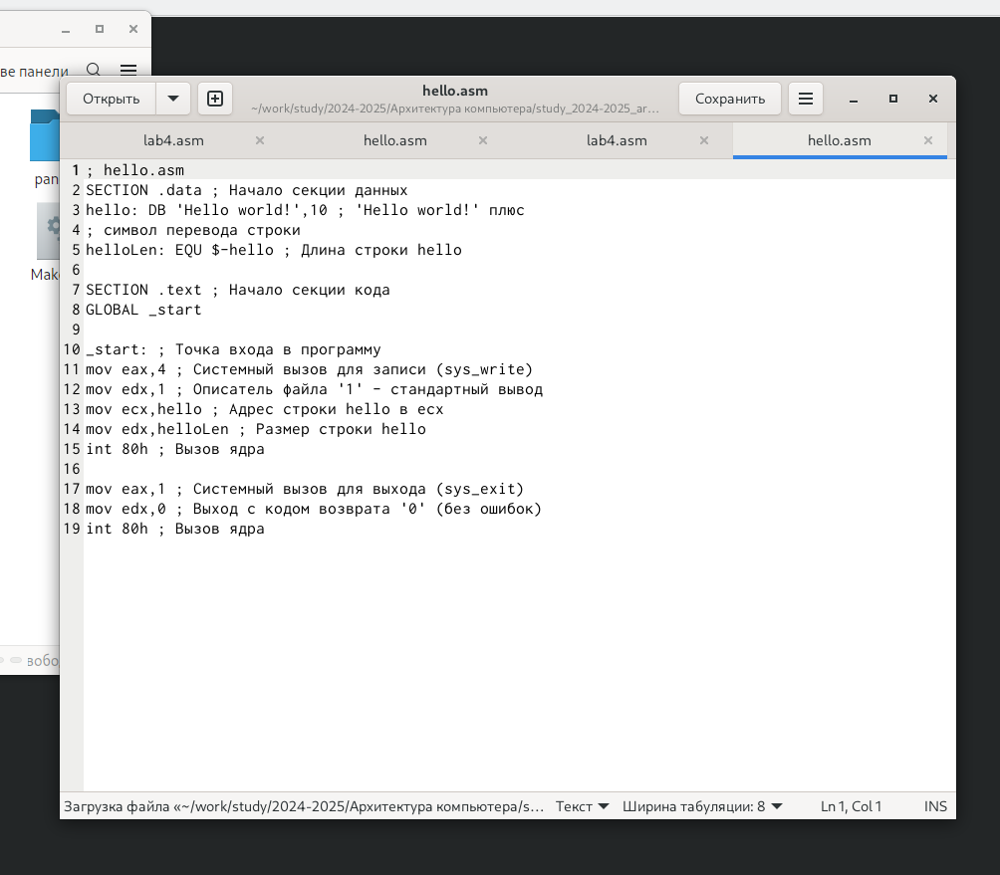 ве панели
pan
Mak
вобо
Открыть
hello.asm
~/work/study/2024-2025/Архитектура компьютера/study_2024-2025_ar...
Сохранить
lab4.asm
hello.asm
lab4.asm
hello.asm
1 ; hello.asm
2 SECTION .data ; Начало секции данных
3 hello: DB 'Hello world!',10 ; 'Hello world!' плюс
4 ; символ перевода строки
5 helloLen: EQU $-hello ; Длина строки hello
6
7 SECTION .text ; Начало секции кода
8 GLOBAL _start
9
10 _start: ; Точка входа в программу
11 mov eax,4 ; Системный вызов для записи (sys_write)
12 mov edx,1 ; Описатель файла '1' - стандартный вывод
13 mov ecx,hello ; Адрес строки hello в ecx
14 mov edx,helloLen ; Размер строки hello
15 int 80h ; Вызов ядра
16
17 mov eax,1 ; Системный вызов для выхода (sys_exit)
18 mov edx,0 ; Выход с кодом возврата '0' (без ошибок)
19 int 80h ; Вызов ядра
Загрузка файла «~/work/study/2024-2025/Архитектура компьютера/s...
Текст
Ширина табуляции: 8
Ln 1, Col 1
INS